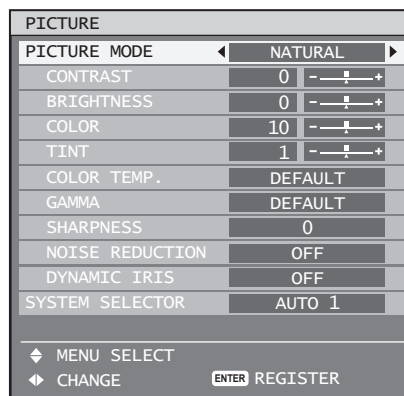 PICTURE
PICTURE MODE NATURAL
CONTRAST 0 - +
BRIGHTNESS 0 - +
COLOR 10 - +
TINT 1 - +
COLOR TEMP. DEFAULT
GAMMA DEFAULT
SHARPNESS 0
NOISE REDUCTION OFF
DYNAMIC IRIS OFF
SYSTEM SELECTOR AUTO 1
MENU SELECT
CHANGE ENTER REGISTER